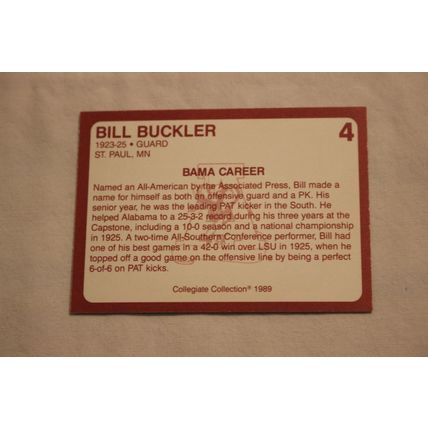 BILL BUCKLER 4
1923-25 • GUARD
ST. PAUL, MN
BAMA CAREER
Named an All-American by the Associated Press, Bill made a
name for himself as both an offensive guard and a PK. His
senior year, he was the leading PAT kicker in the South. He
helped Alabama to a 25-3-2 record during his three years at the
Capstone, including a 10-0 season and a national championship
in 1925. A two-time All-Southern Conference performer, Bill had
one of his best games in a 42-0 win over LSU in 1925, when he
topped off a good game on the offensive line by being a perfect
6-of-6 on PAT kicks.
Collegiate Collection® 1989